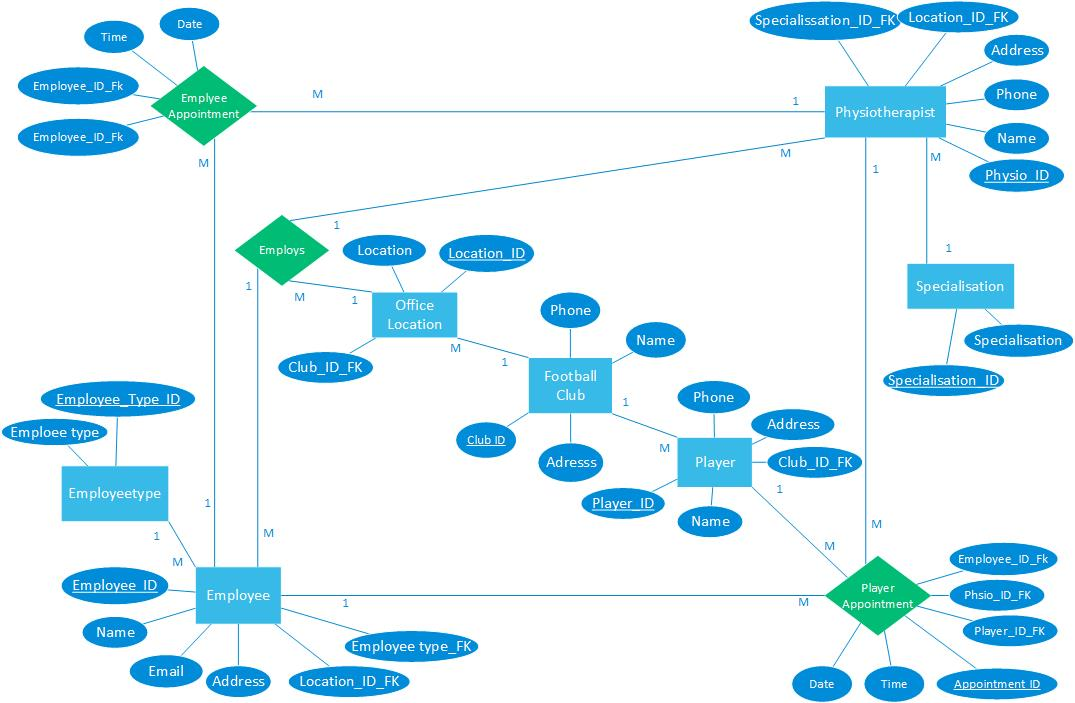 Date
Time
Specialissation_ID_FK
Location_ID_FK
Address
Employee_ID_Fk
Emplyee
Appointment
M
1
Physiotherapist
Phone
Employee_ID_Fk
Name
M
M
M
1
Physio_ID
1
Employs
Location
Location_ID
1
1
M
1
Office
Location
Specialisation
Phone
Name
Specialisation
M
1
Club_ID_FK
Football
Club
Specialisation_ID
Employee_Type_ID
1
Phone
Emploee type
Club ID
Adresss
M
Address
Player
Club_ID_FK
Employeetype
1
Player_ID
1
Name
1
M
M
M
M
Employee_ID_Fk
Employee_ID
Employee
1
M
Player
Appointment
Phsio_ID_FK
Name
Player_ID_FK
Employee type_FK
Email
Address
Location_ID_FK
Date
Time
Appointment ID